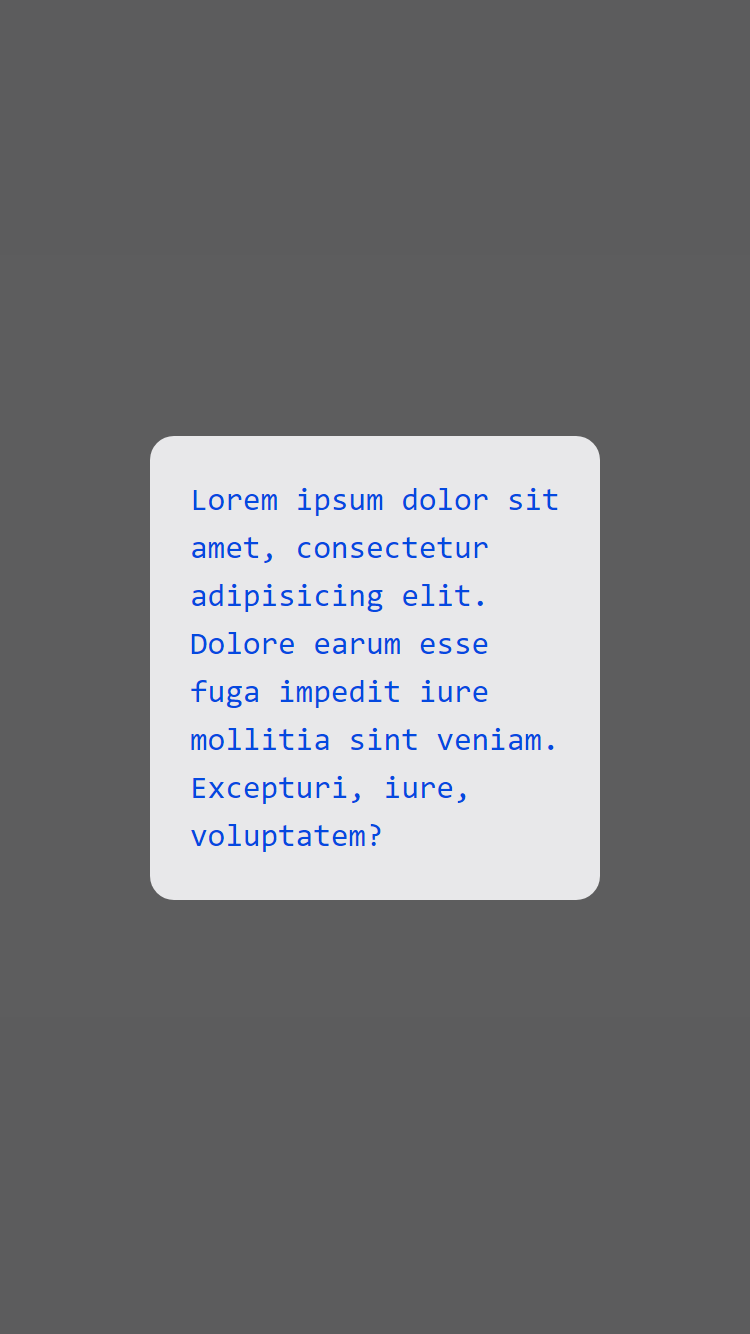 Lorem ipsum dolor sit
amet, consectetur
adipisicing elit.
Dolore earum esse
fuga impedit iure
mollitia sint veniam.
Excepturi, iure,
voluptatem?